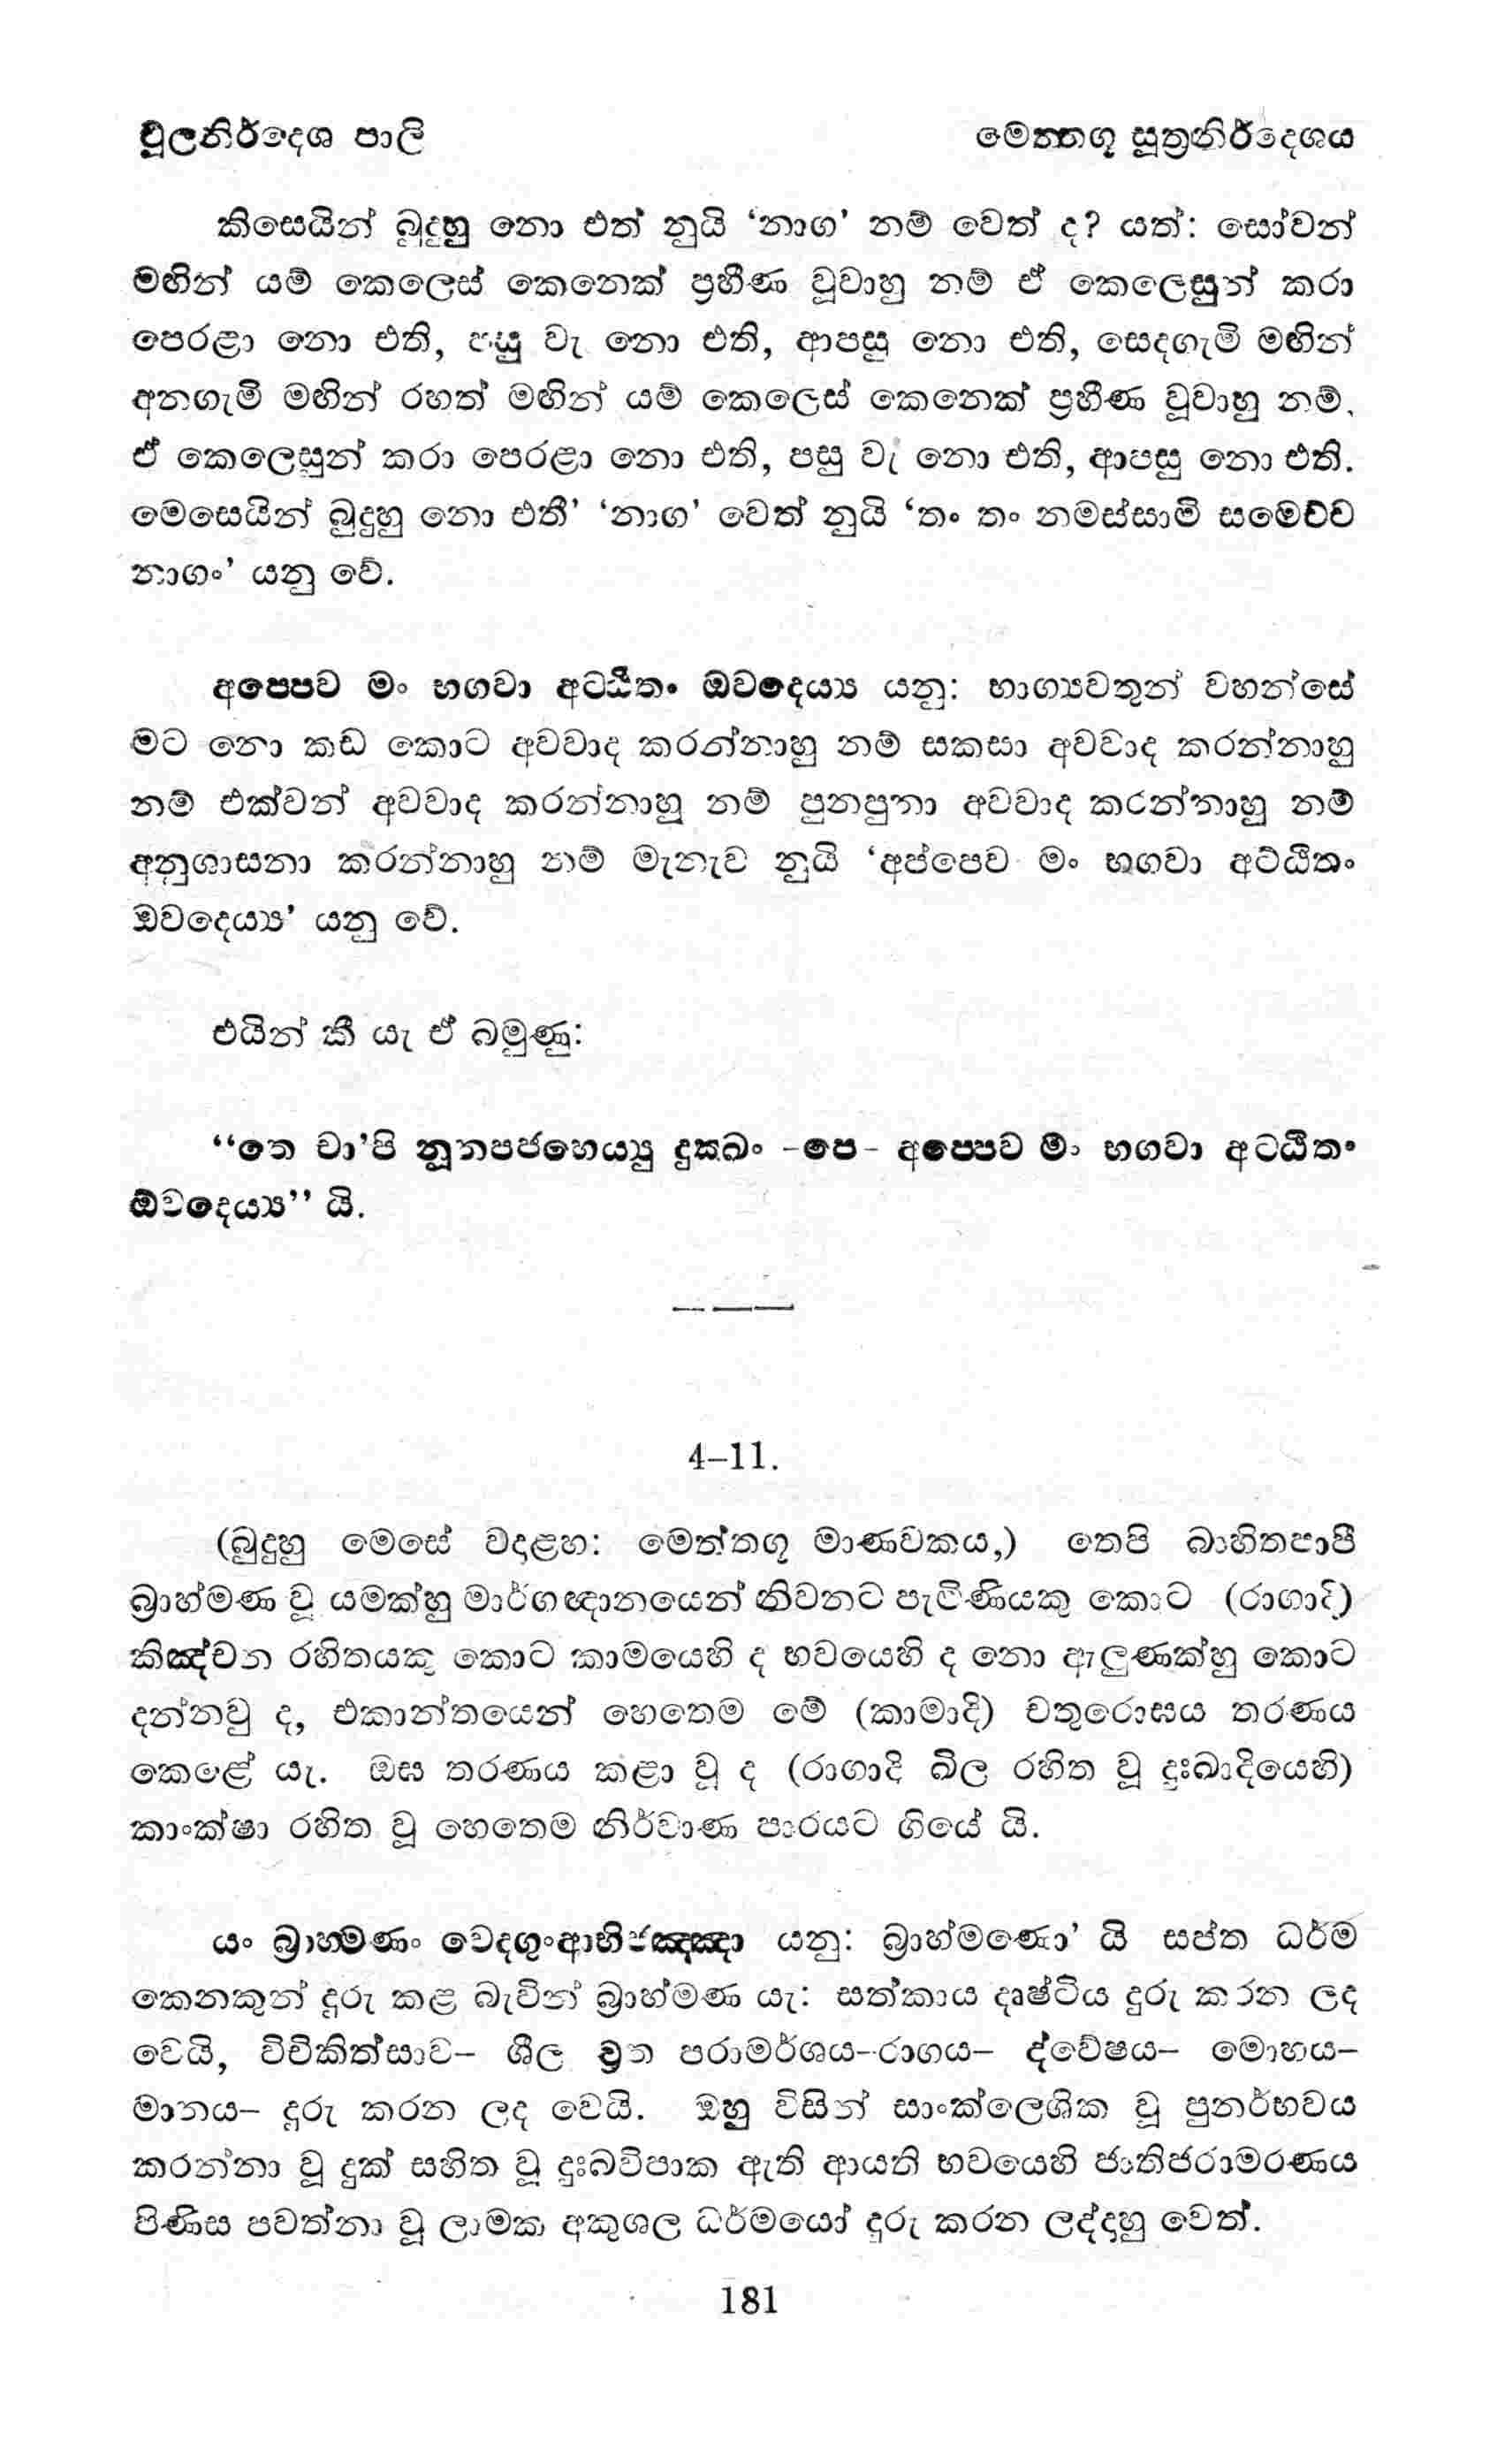 චූලනිර්දෙශ පාලි
මෙත්තගූ සූත්‍රනිර්දෙශය
කිසෙයින් බුදුහු නො එත් නුයි ‘නාග’ නම් වෙත් ද? යත්: සෝවන්
මඟින් යම් කෙලෙස් කෙනෙක් ප්‍රහීණ වූවාහු නම් ඒ කෙලෙසුන් කරා
පෙරළා නො එති, පසු වැ නො එති, ආපසු නො එති, සෙදගැමි මඟින්
අනගැමි මඟින් රහත් මඟින් යම් කෙලෙස් කෙනෙක් ප්‍රහීණ වූවාහු නම්,
ඒ කෙලෙසුන් කරා පෙරළා නො එති, පසු වැ නො එති, ආපසු නො එති.
මෙසෙයින් බුදුහු නො එතී’ ‘නාග’ වෙත් නුයි ‘තං තං නමස්සාමි සමෙච්ච
නාගං’ යනු වේ.
අප්පෙව මං භගවා අට්ඨිතං ඔවදෙය්‍ය යනු: භාග්‍යවතුන් වහන්සේ
මට නො කඩ කොට අවවාද කරන්නාහු නම් සකසා අවවාද කරන්නාහු
නම් එක්වන් අවවාද කරන්නාහු නම් පුනපුනා අවවාද කරන්නාහු නම්
අනුශාසනා කරන්නාහු නම් මැනැව නුයි ‘අප්පෙව මං භගවා අට්ඨිතං
ඔවදෙය්‍ය’ යනු වේ.
එයින් කී යැ ඒ බමුණු:
“තෙ චා’පි නූනපජහෙය්‍යු දුක්ඛං -පෙ- අප්පෙව මං භගවා අට්ඨිතං
ඔවදෙය්‍ය” යි.
4–11.
(බුදුහු මෙසේ වදාළහ: මෙත්තගූ මාණවකය,) තෙපි බාහිතපාපී
බ්‍රාහ්මණ වූ යමක්හු මාර්ගඥානයෙන් නිවනට පැමිණියකු කොට (රාගාදි)
කිඤ්චන රහිතයකු කොට කාමයෙහි ද භවයෙහි ද නො ඇලුණක්හු කොට
දන්නවු ද, එකාන්තයෙන් හෙතෙම මේ (කාමාදි) චතුරොඝය තරණය
කෙළේ යැ. ඔඝ තරණය කළා වූ ද (රාගාදි ඛිල රහිත වූ දුඃඛාදියෙහි)
කාංක්ෂා රහිත වූ හෙතෙම නිර්වාණ පාරයට ගියේ යි.
යං බ්‍රාහ්මණං වෙදගුංආභිජඤ්ඤා යනු: බ්‍රාහ්මණො’ යි සප්ත ධර්ම
කෙනකුන් දුරු කළ බැවින් බ්‍රාහ්මණ යැ: සත්කාය දෘෂ්ටිය දුරු කරන ලද
වෙයි, විචිකිත්සාව– ශීල ව්‍රත පරාමර්ශය–රාගය– ද්වේෂය– මොහය–
මානය– දුරු කරන ලද වෙයි. ඔහු විසින් සාංක්ලෙශික වූ පුනර්භවය
කරන්නා වූ දුක් සහිත වූ දුඃඛවිපාක ඇති ආයති භවයෙහි ජාතිජරාමරණය
පිණිස පවත්නා වූ ලාමක අකුශල ධර්මයෝ දුරු කරන ලද්දාහු වෙත්.
181